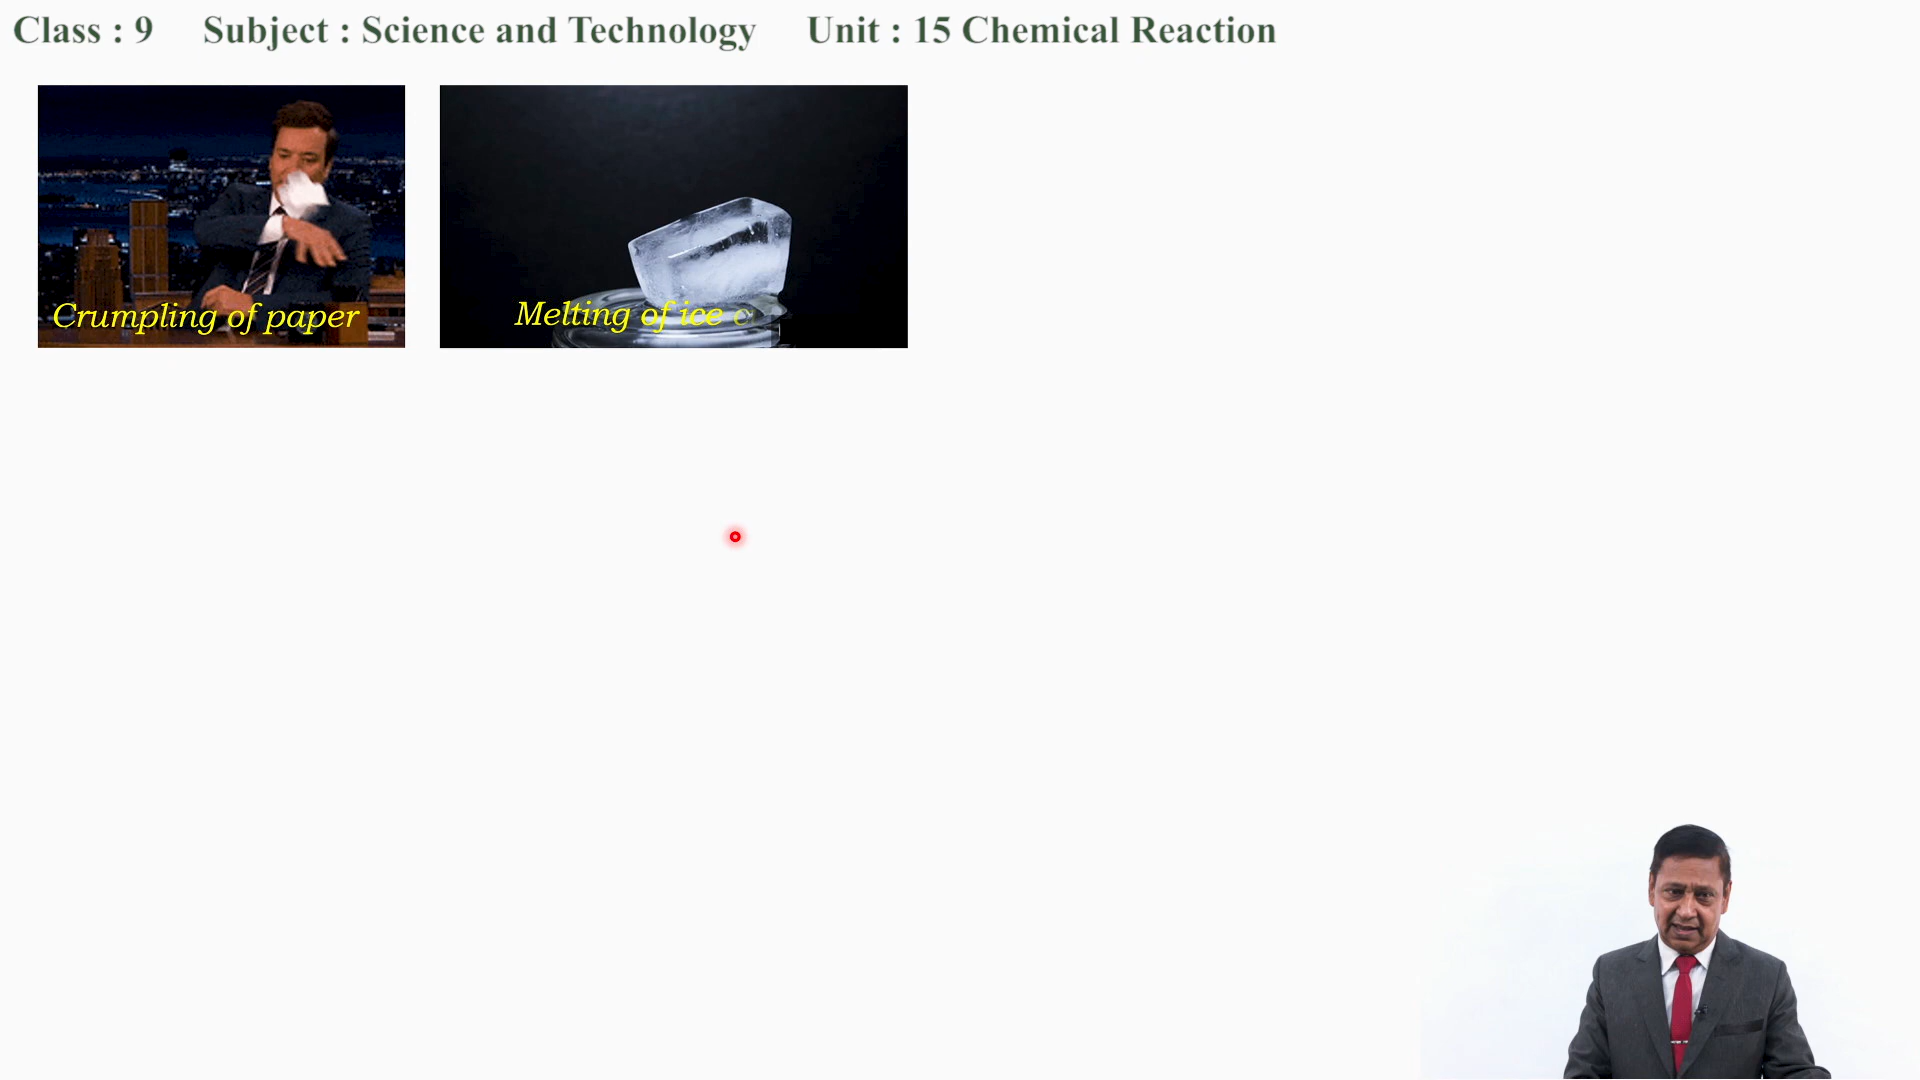 Class : 9 Subject : Science and Technology Unit : 15 Chemical Reaction
Crumpling of paper
Melting of ice c